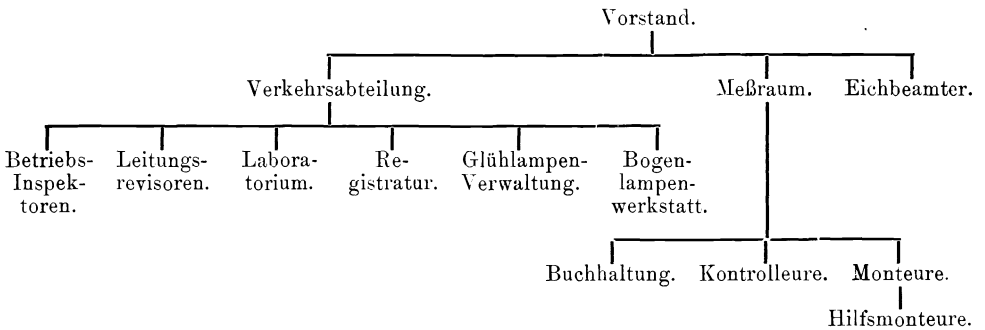 Vorstand.
Verkehrsabteilung. Meßraum. Eichbeamter.
Betriebs- Leitungs- Labora- Re- Glühlampen- Bogen-
Inspek- revisoren. torium. gistratur. Verwaltung. lampen-
toren. werkstatt.
Buchhaltung. Kontrolleure. Monteure.
Hilfsmonteure.